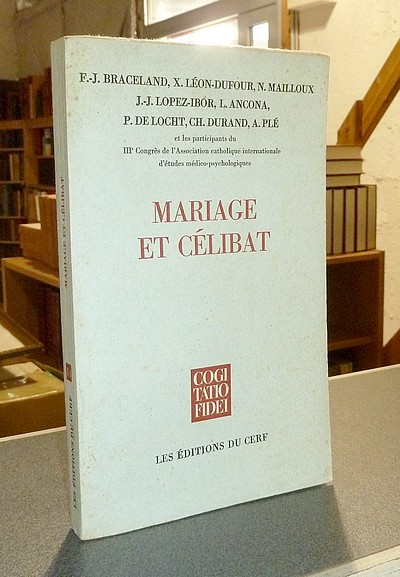 F.-J. BRACELAND, X. LÉON-DUFOUR, N. MAILLOUX
J.-J. LOPEZ-IBOR, L. ANCONA,
P. DE LOCHT, CH. DURAND, A. PLÉ
et les participants du
IIIe Congrès de l'Association catholique internationale
d'études médico-psychologiques
MARIAGE
ET CÉLIBAT
COGI
TATIO
FIDEI
LES ÉDITIONS DU CERF
MARIAGE ET CÉLIBAT
LES ÉDITIONS DU CERF